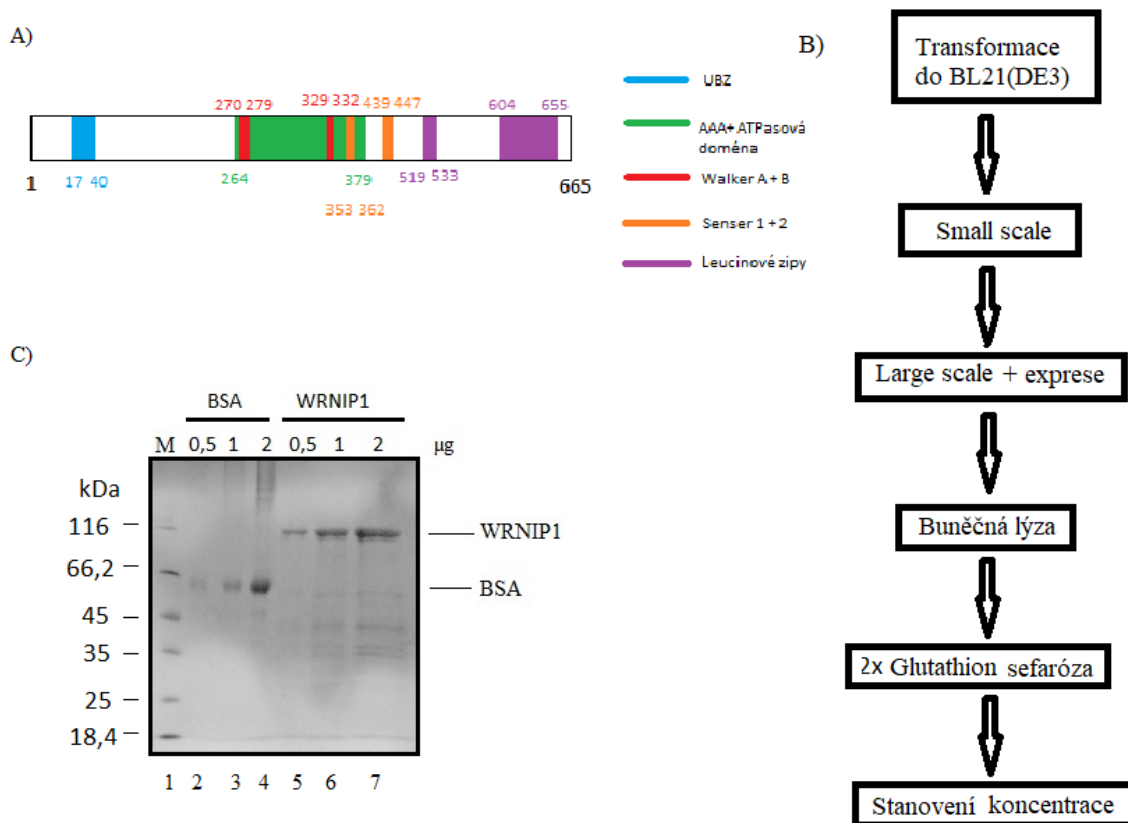 A)
270 279 329 332 439 447 604 655
1 17 40 264 353 362 379 519 533 665
UBZ
AAA+ ATPasová
doména
Walker A + B
Senser 1 + 2
Leucinové zipy
B)
Transformace
do BL21(DE3)
Small scale
Large scale + exprese
Buněčná lýza
2x Glutathion sefaróza
Stanovení koncentrace
C)
BSA WRNIP1
M 0,5 1 2 0,5 1 2 µg
kDa
116
66,2
45
35
25
18,4
WRNIP1
BSA
1 2 3 4 5 6 7